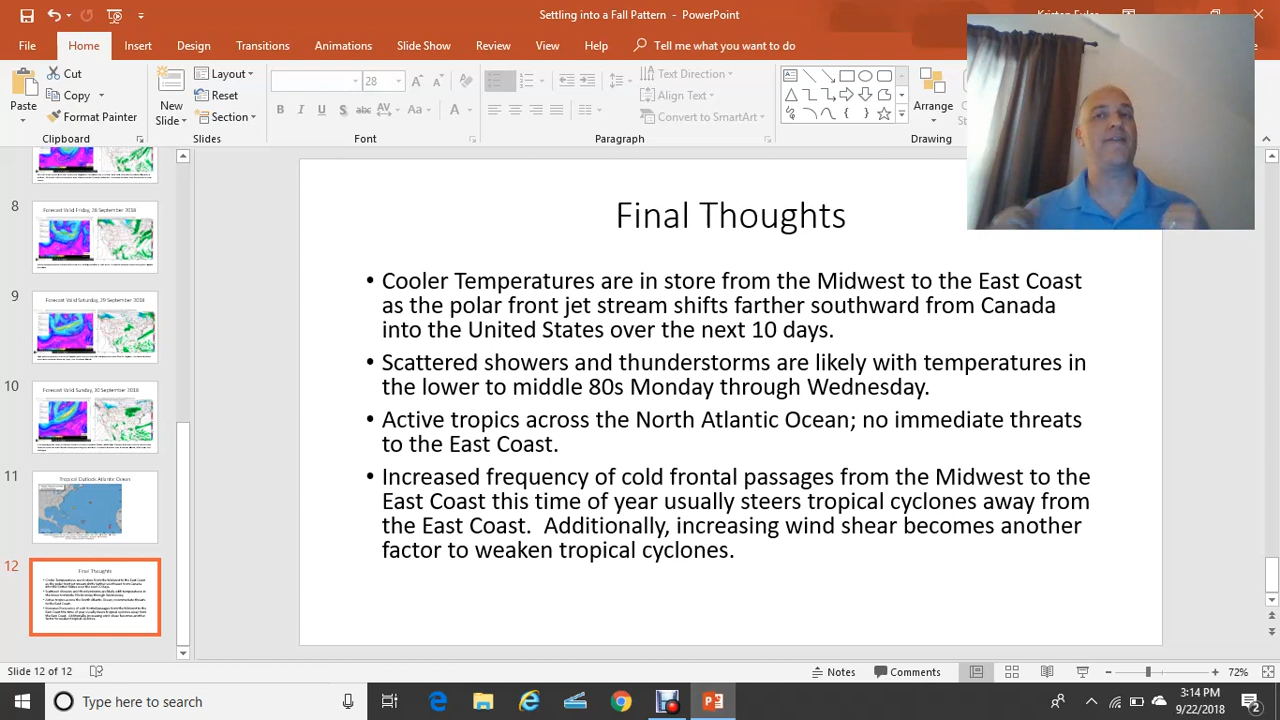 Settling into a Fall Pattern - PowerPoint
File Home Insert Design Transitions Animations Slide Show Review View Help Tell me what you want to do
Paste
Cut
Copy
Format Painter
New
Slide
Layout
Reset
Section
28
B I U S abc AV Aa A
Text Direction
Align Text
Convert to SmartArt
Arrange
Clipboard Slides Font Paragraph Drawing
8
Forecast Valid Friday, 28 September 2018
9
Forecast Valid Saturday, 29 September 2018
10
Forecast Valid Sunday, 30 September 2018
11
Tropical Outlook Atlantic Ocean
12
Final Thoughts
Final Thoughts
• Cooler Temperatures are in store from the Midwest to the East Coast
as the polar front jet stream shifts farther southward from Canada
into the United States over the next 10 days.
• Scattered snowers and thunderstorms are likely with temperatures in
the lower to middle 80s Monday through Wednesday.
• Active tropics across the North Atlantic Ocean; no immediate threats
to the East Coast.
• Increased frequency of cold frontal passages from the Midwest to the
East Coast this time of year usually steers tropical cyclones away from
the East Coast. Additionally, increasing wind shear becomes another
factor to weaken tropical cyclones.
Slide 12 of 12
Notes
Comments
72%
Type here to search
3:14 PM
9/22/2018
2